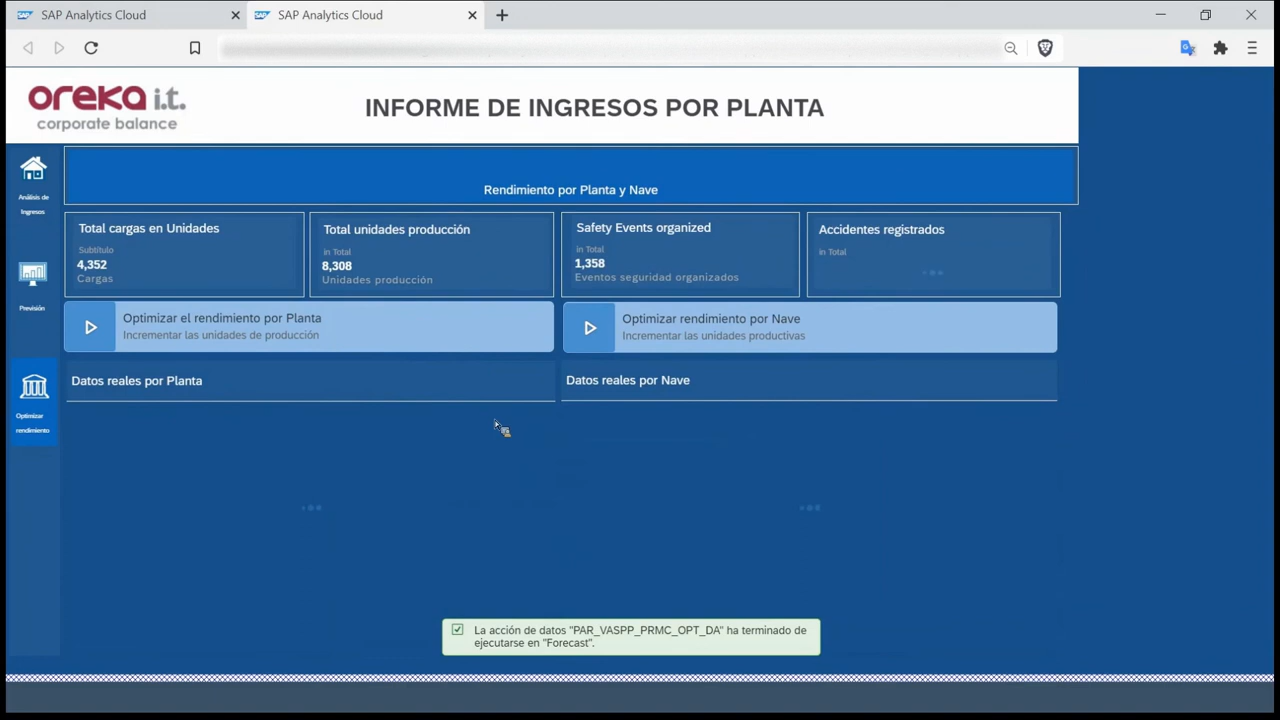 SAP Analytics Cloud
SAP Analytics Cloud
oreka i.t.
corporate balance
INFORME DE INGRESOS POR PLANTA
Análisis de
Ingresos
Previsión
Optimizar
rendimiento
Rendimiento por Planta y Nave
Total cargas en Unidades
Subtítulo
4,352
Cargas
Total unidades producción
in Total
8,308
Unidades producción
Safety Events organized
in Total
1,358
Eventos seguridad organizados
Accidentes registrados
in Total
Optimizar el rendimiento por Planta
Incrementar las unidades de producción
Optimizar rendimiento por Nave
Incrementar las unidades productivas
Datos reales por Planta
Datos reales por Nave
La acción de datos "PAR_VASPP_PRMC_OPT_DA" ha terminado de
ejecutarse en "Forecast".